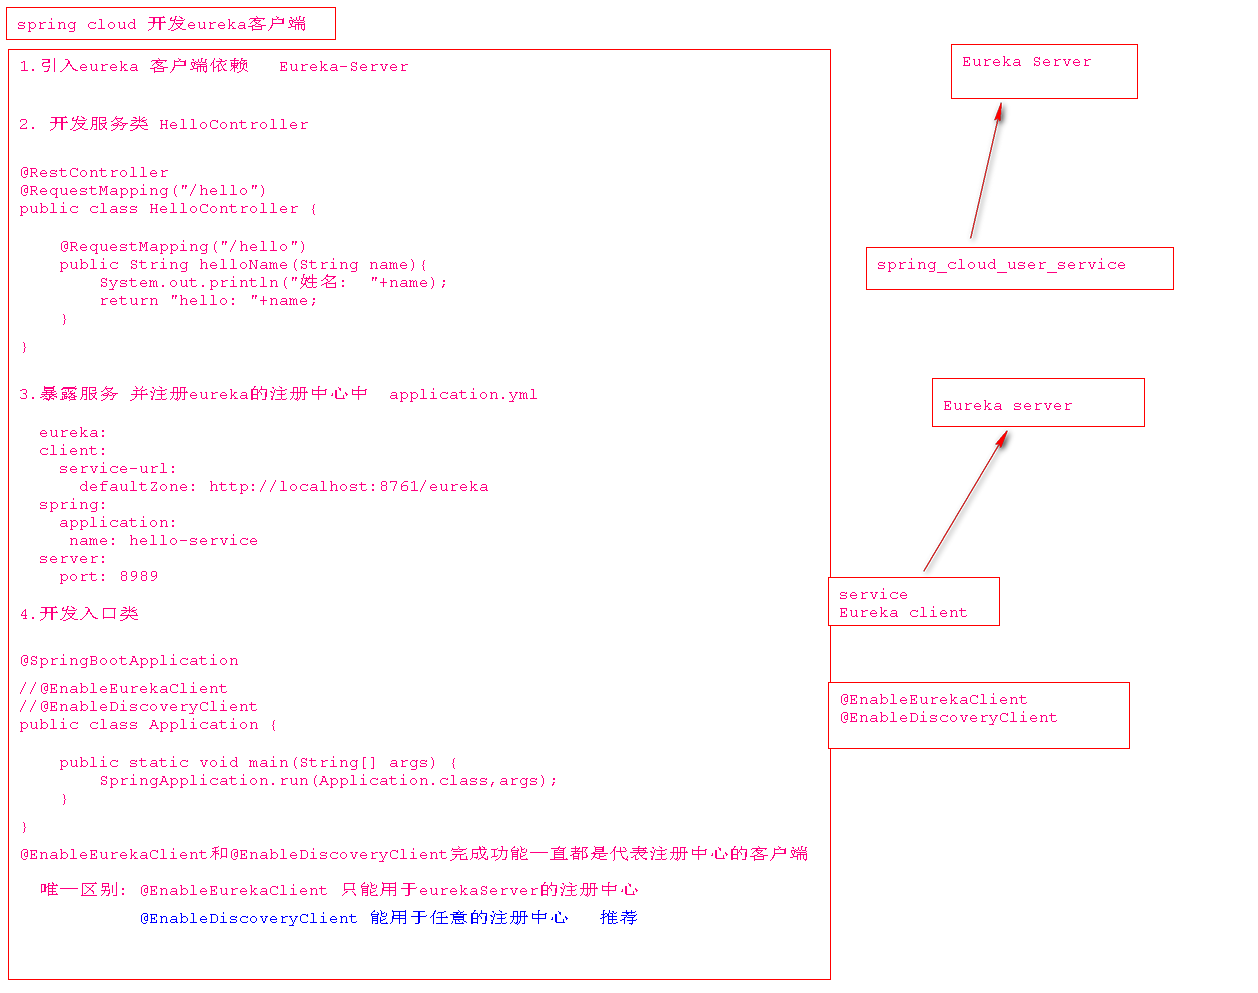 spring cloud 开发eureka客户端
1.引入eureka 客户端依赖   Eureka-Server
2. 开发服务类 HelloController
@RestController
@RequestMapping("/hello")
public class HelloController {
    @RequestMapping("/hello")
    public String helloName(String name){
        System.out.println("姓名:  "+name);
        return "hello: "+name;
    }
}
3.暴露服务 并注册eureka的注册中心中  application.yml
  eureka:
  client:
    service-url:
      defaultZone: http://localhost:8761/eureka
  spring:
    application:
     name: hello-service
  server:
    port: 8989
4.开发入口类
@SpringBootApplication
//@EnableEurekaClient
//@EnableDiscoveryClient
public class Application {
    public static void main(String[] args) {
        SpringApplication.run(Application.class,args);
    }
}
@EnableEurekaClient和@EnableDiscoveryClient完成功能一直都是代表注册中心的客户端
  唯一区别: @EnableEurekaClient 只能用于eurekaServer的注册中心
            @EnableDiscoveryClient 能用于任意的注册中心   推荐
Eureka Server
spring_cloud_user_service
Eureka server
service
Eureka client
@EnableEurekaClient
@EnableDiscoveryClient